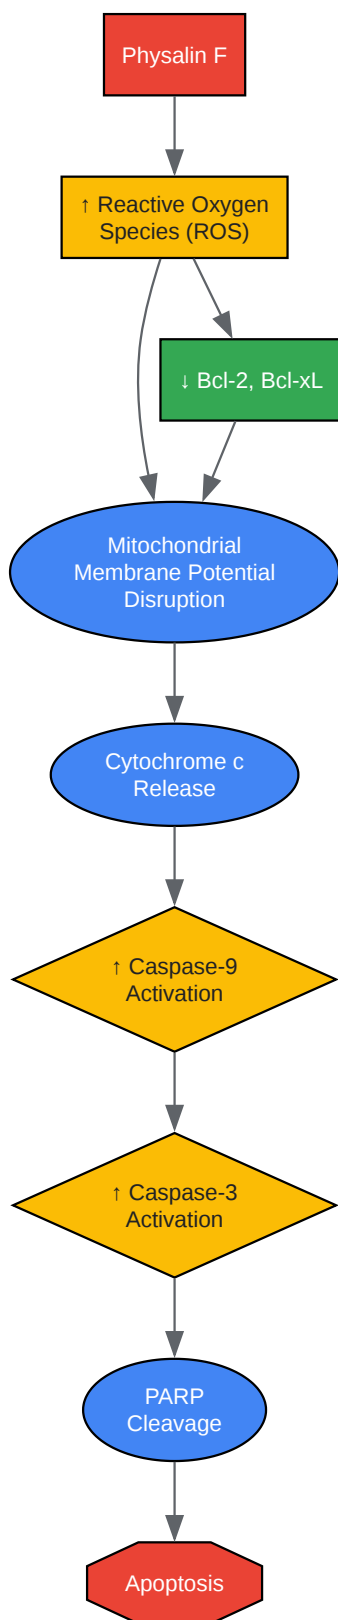 Physalin F
↑ Reactive Oxygen
Species (ROS)
↓ Bcl-2, Bcl-xL
Mitochondrial
Membrane Potential
Disruption
Cytochrome c
Release
↑ Caspase-9
Activation
↑ Caspase-3
Activation
PARP
Cleavage
Apoptosis